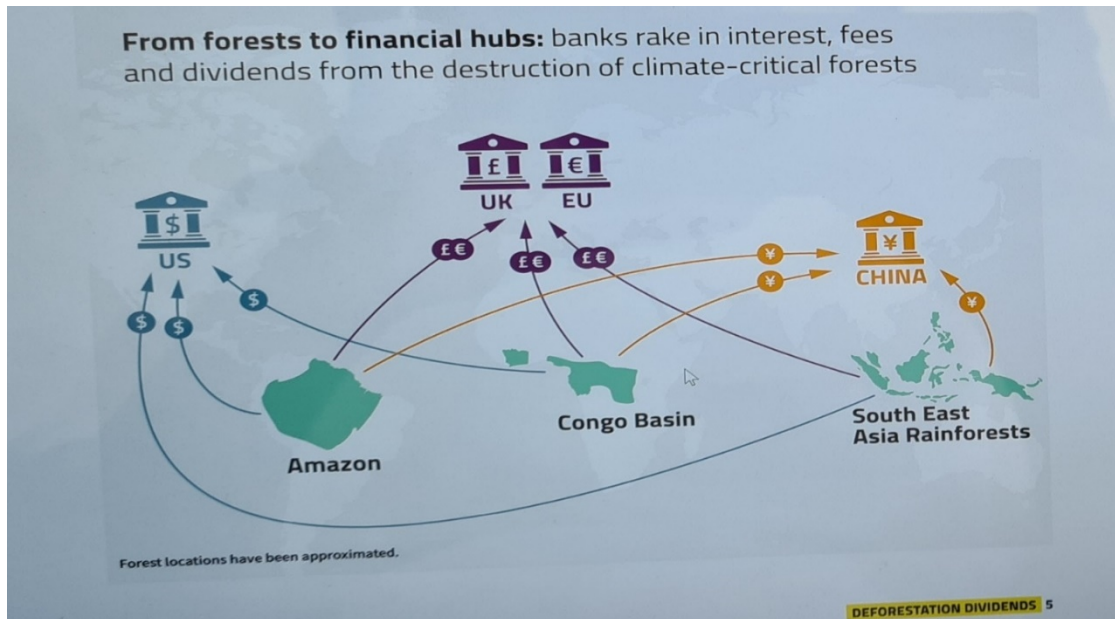 From forests to financial hubs: banks rake in interest, fees
and dividends from the destruction of climate-critical forests
£
€
UK
EU
$
US
¥
CHINA
£€
£€
£€
¥
¥
$
$
$
¥
Amazon
Congo Basin
South East
Asia Rainforests
Forest locations have been approximated.
DEFORESTATION DIVIDENDS 5